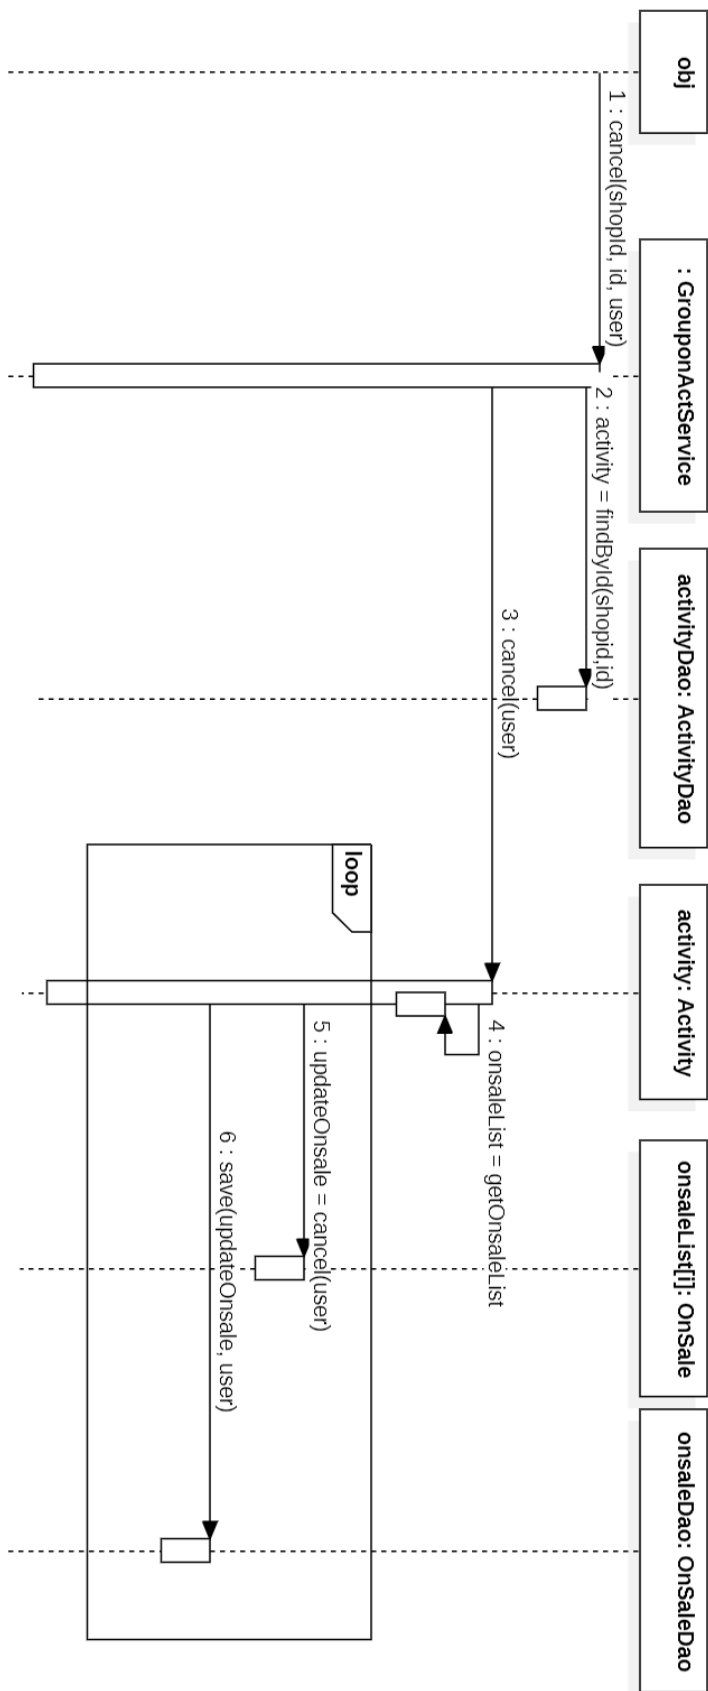 obj
: GrouponActService
activityDao: ActivityDao
activity: Activity
onsaleList[i]: OnSale
onsaleDao: OnSaleDao
1 : cancel(shopId, id, user)
2 : activity = findById(shopid,id)
3 : cancel(user)
4 : onsaleList = getOnsaleList
loop
5 : updateOnsale = cancel(user)
6 : save(updateOnsale, user)